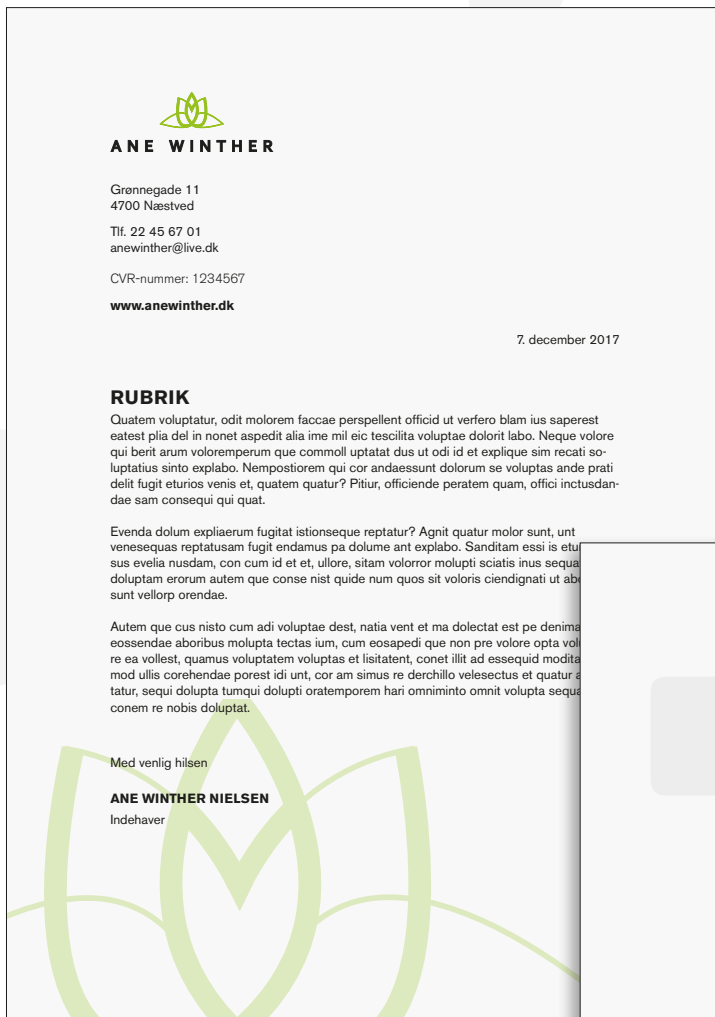 ANE WINTHER
Grønnegade 11
4700 Næstved
Tlf. 22 45 67 01
anewinther@live.dk
CVR-nummer: 1234567
www.anewinther.dk
7. december 2017
RUBRIK
Quatem voluptatur, odit molorem faccae perspellent officid ut verfero blam ius saperest
eatest plia del in nonet aspedit alia ime mil eic tescilita voluptae dolorit labo. Neque volore
qui berit arum voloremperum que commoll uptatat dus ut odi id et explique sim recati so-
luptatius sinto explabo. Nempostiorem qui cor andaessunt dolorum se voluptas ande prati
delit fugit eturios venis et, quatem quatur? Pitiur, officiende peratem quam, offici inctusdan-
dae sam consequi qui quat.
Evenda dolum expliaerum fugitat istionseque reptatur? Agnit quatur molor sunt, unt
venesequas reptatusam fugit endamus pa dolume ant explabo. Sanditam essi is
sus evelia nusdam, con cum id et et, ullore, sitam volorror molupti sciatis inus
doluptam erorum autem que conse nist quide num quos sit voloris ciendignati ut
sunt vellorp orendae.
Autem que cus nisto cum adi voluptae dest, natia vent et ma dolectat est pe
eossendae aboribus molupta tectas ium, cum eosapedi que non pre volore opta
re ea vollest, quamus voluptatem voluptas et lisitatent, conet illit ad essequid
mod ullis corehendae porest idi unt, cor am simus re derchillo velesectus et quatur
tatur, sequi dolupta tumqui dolupti oratemporem hari omniminto omnit volupta
conem re nobis doluptat.
Med venlig hilsen
ANE WINTHER NIELSEN
Indehaver